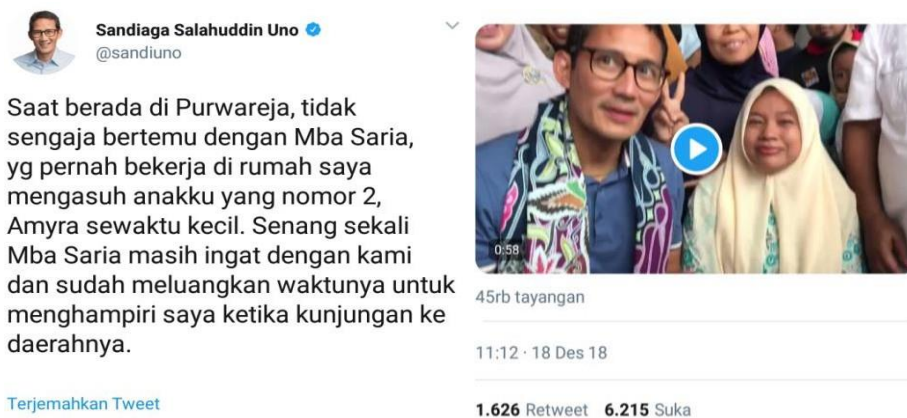 Sandiaga Salahuddin Uno
@sandiuno
Saat berada di Purwareja, tidak
sengaja bertemu dengan Mba Saria,
yg pernah bekerja di rumah saya
mengasuh anakku yang nomor 2,
Amyra sewaktu kecil. Senang sekali
Mba Saria masih ingat dengan kami
dan sudah meluangkan waktunya untuk
menghampiri saya ketika kunjungan ke
daerahnya.
Terjemahkan Tweet
0:58
45rb tayangan
11:12 · 18 Des 18
1.626 Retweet 6.215 Suka